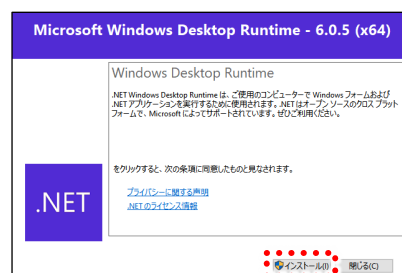 Microsoft Windows Desktop Runtime - 6.0.5 (x64)
Windows Desktop Runtime
.NET Windows Desktop Runtime は、ご使用のコンピューターで Windows フォームおよび
.NET アプリケーションを実行するために使用されます。.NET はオープン ソースのクロス プラット
フォームで、Microsoft によってサポートされています。ぜひご利用ください。
をクリックすると、次の条項に同意したものと見なされます。
プライバシーに関する声明
.NET のライセンス情報
.NET
インストール(I)
閉じる(C)